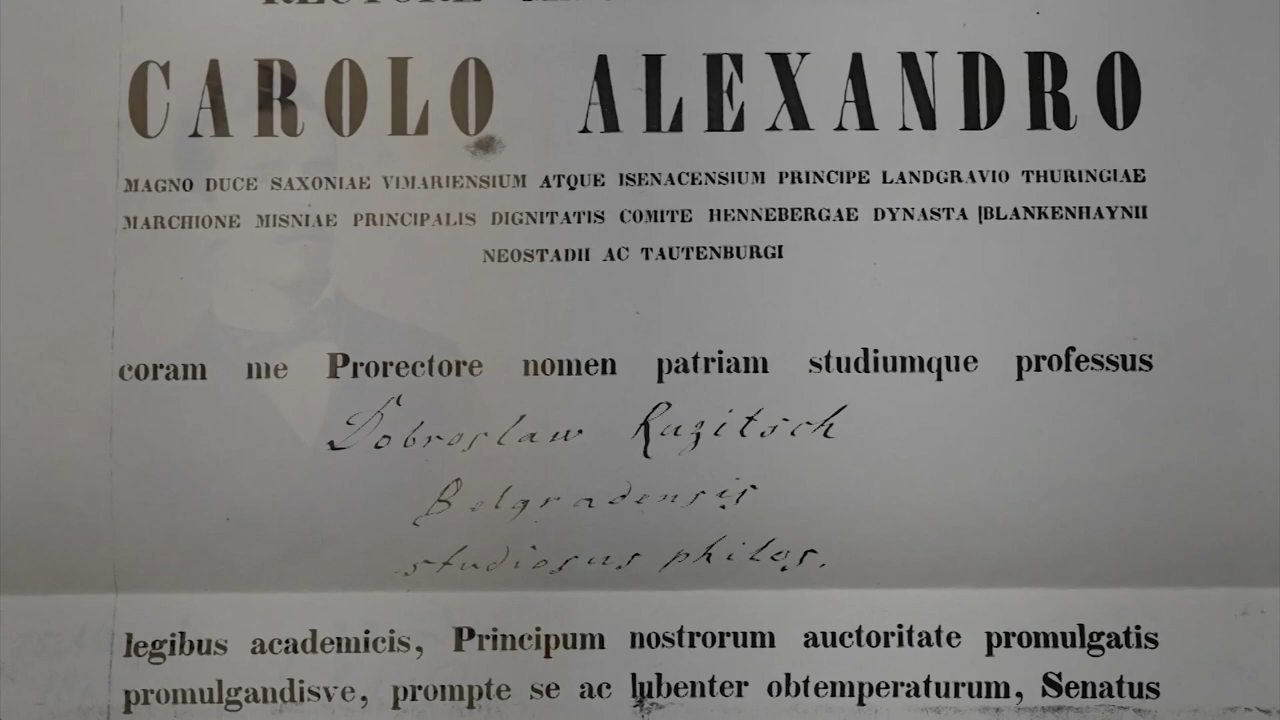 CAROLO ALEXANDRO
MAGNO DUCE SAXONIAE VIMARIENSIUM ATQUE ISENACENSIUM PRINCIPE LANDGRAVIO THURINGIAE
MARCHIONE MISNIAE PRINCIPALIS DIGNITATIS COMITE HENNEBERGAE DYNASTA BLANKENHAYNII
NEOSTADII AC TAUTENBURGI
coram me Prorectore nomen patriam studiumque professus
Dobroslaw Ruzitsch
Belgradensis
studiosus philos.
legibus academicis, Principum nostrorum auctoritate promulgatis
promulgandisve, prompte se ac lubenter obtemperaturum, Senatus